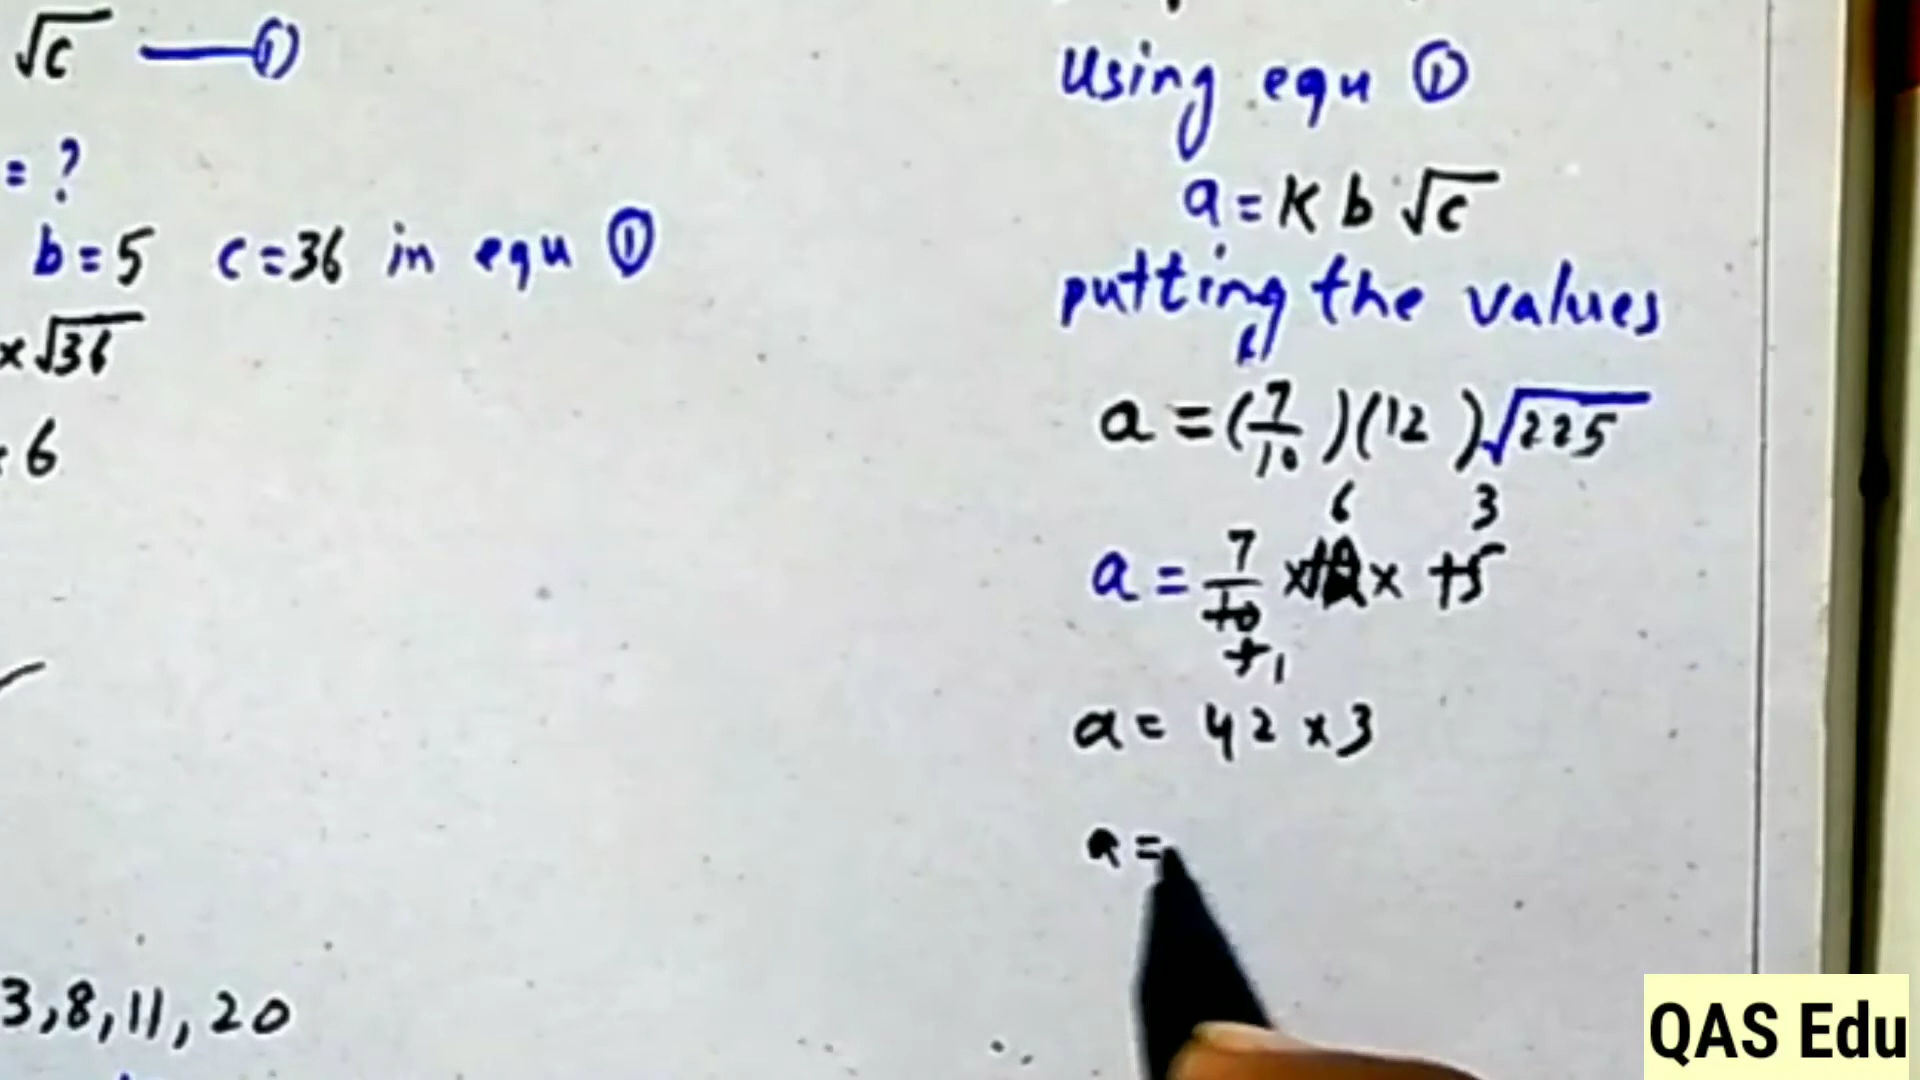 √c ——①
= ?
b = 5 c = 36 in equ ①
x √36
6
3, 8, 11, 20
Using equ ①
a = K b √c
putting the values
a = (7/10)(12)√225
6 3
a = 7/10 x 12 x 15
1
a = 42 x 3
a =
QAS Edu